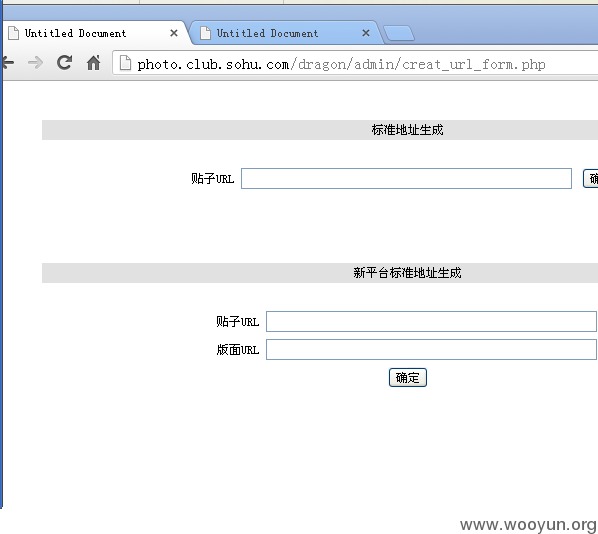 Untitled Document Untitled Document
photo.club.sohu.com/dragon/admin/creat_url_form.php
标准地址生成
贴子URL 确
新平台标准地址生成
贴子URL
版面URL
确定
www.wooyun.org